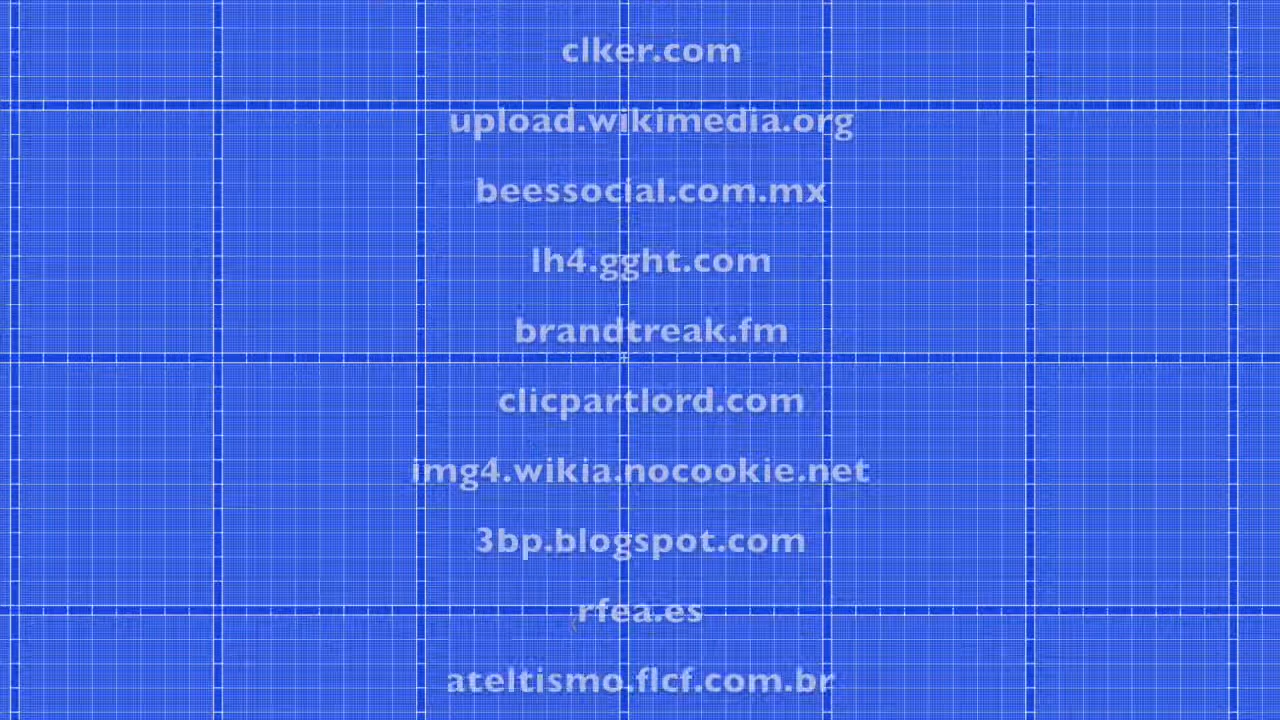 clker.com
upload.wikimedia.org
beessocial.com.mx
lh4.gght.com
brandtreak.fm
clicpartlord.com
img4.wikia.nocookie.net
3bp.blogspot.com
rfea.es
ateltismo.flcf.com.br